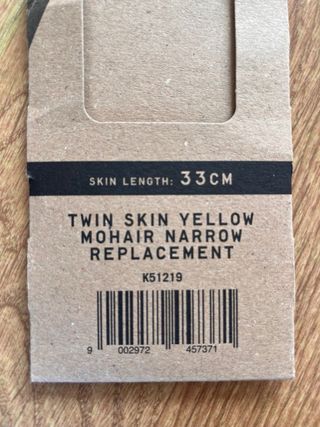 SKIN LENGTH: 33CM
TWIN SKIN YELLOW
MOHAIR NARROW
REPLACEMENT
K51219
9 002972 457371